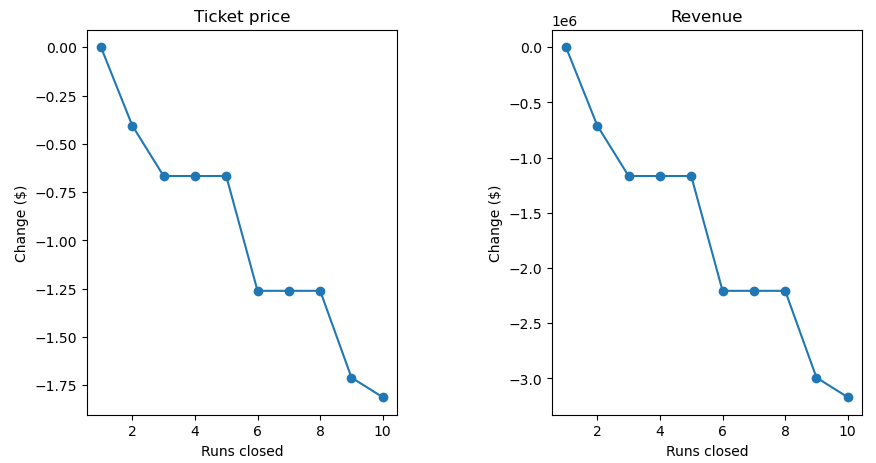 Ticket price
Change ($)
0.00
−0.25
−0.50
−0.75
−1.00
−1.25
−1.50
−1.75
2 4 6 8 10
Runs closed
Revenue
1e6
Change ($)
0.0
−0.5
−1.0
−1.5
−2.0
−2.5
−3.0
2 4 6 8 10
Runs closed